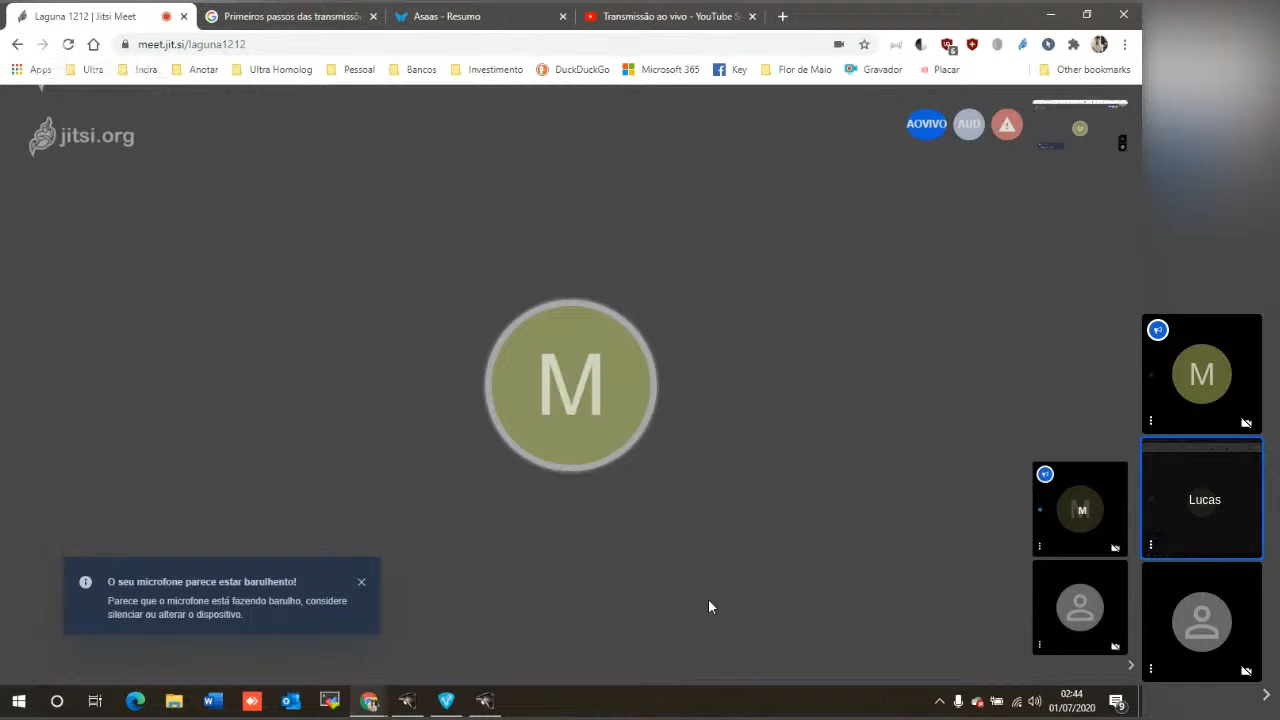 Laguna 1212 | Jitsi Meet
Primeiros passos das transmissõ
Asaas - Resumo
Transmissão ao vivo - YouTube S
meet.jit.si/laguna1212
6
Apps
Ultra
Indra
Anotar
Ultra Homolog
Pessoal
Bancos
Investimento
DuckDuckGo
Microsoft 365
Key
Flor de Maio
Gravador
Placar
Other bookmarks
jitsi.org
AOVIVO
AUD
M
M
Lucas
M
O seu microfone parece estar barulhento!
Parece que o microfone está fazendo barulho, considere
silenciar ou alterar o dispositivo.
02:44
01/07/2020
9